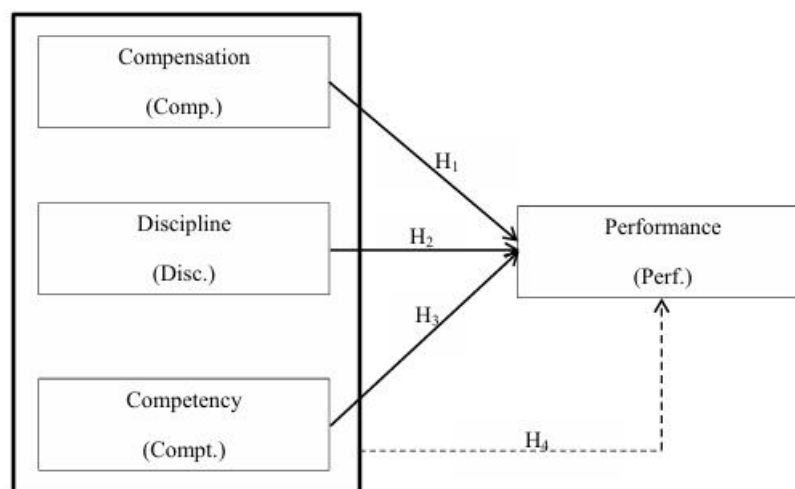 Compensation
(Comp.)
H₁
Discipline
(Disc.)
H₂
Performance
(Perf.)
H₃
Competency
(Compt.)
H₄